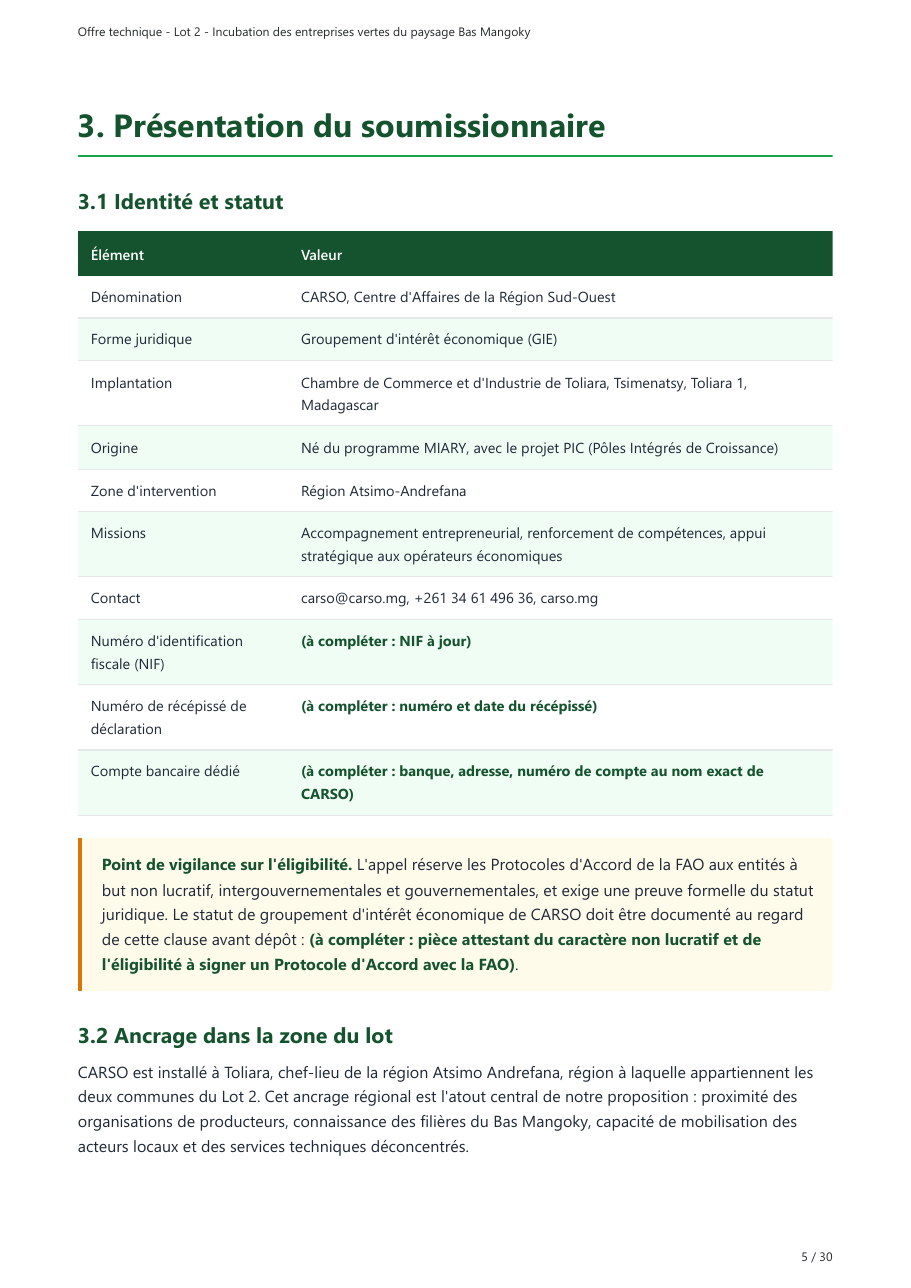 Offre technique - Lot 2 - Incubation des entreprises vertes du paysage Bas Mangoky
3. Présentation du soumissionnaire
3.1 Identité et statut
Élément Valeur
Dénomination CARSO, Centre d'Affaires de la Région Sud-Ouest
Forme juridique Groupement d'intérêt économique (GIE)
Implantation Chambre de Commerce et d'Industrie de Toliara, Tsimenatsy, Toliara 1,
Madagascar
Origine Né du programme MIARY, avec le projet PIC (Pôles Intégrés de Croissance)
Zone d'intervention Région Atsimo-Andrefana
Missions Accompagnement entrepreneurial, renforcement de compétences, appui
stratégique aux opérateurs économiques
Contact carso@carso.mg, +261 34 61 496 36, carso.mg
Numéro d'identification (à compléter : NIF à jour)
fiscale (NIF)
Numéro de récépissé de (à compléter : numéro et date du récépissé)
déclaration
Compte bancaire dédié (à compléter : banque, adresse, numéro de compte au nom exact de
CARSO)
Point de vigilance sur l'éligibilité. L'appel réserve les Protocoles d'Accord de la FAO aux entités à
but non lucratif, intergouvernementales et gouvernementales, et exige une preuve formelle du statut
juridique. Le statut de groupement d'intérêt économique de CARSO doit être documenté au regard
de cette clause avant dépôt : (à compléter : pièce attestant du caractère non lucratif et de
l'éligibilité à signer un Protocole d'Accord avec la FAO).
3.2 Ancrage dans la zone du lot
CARSO est installé à Toliara, chef-lieu de la région Atsimo Andrefana, région à laquelle appartiennent les
deux communes du Lot 2. Cet ancrage régional est l'atout central de notre proposition : proximité des
organisations de producteurs, connaissance des filières du Bas Mangoky, capacité de mobilisation des
acteurs locaux et des services techniques déconcentrés.
5 / 30